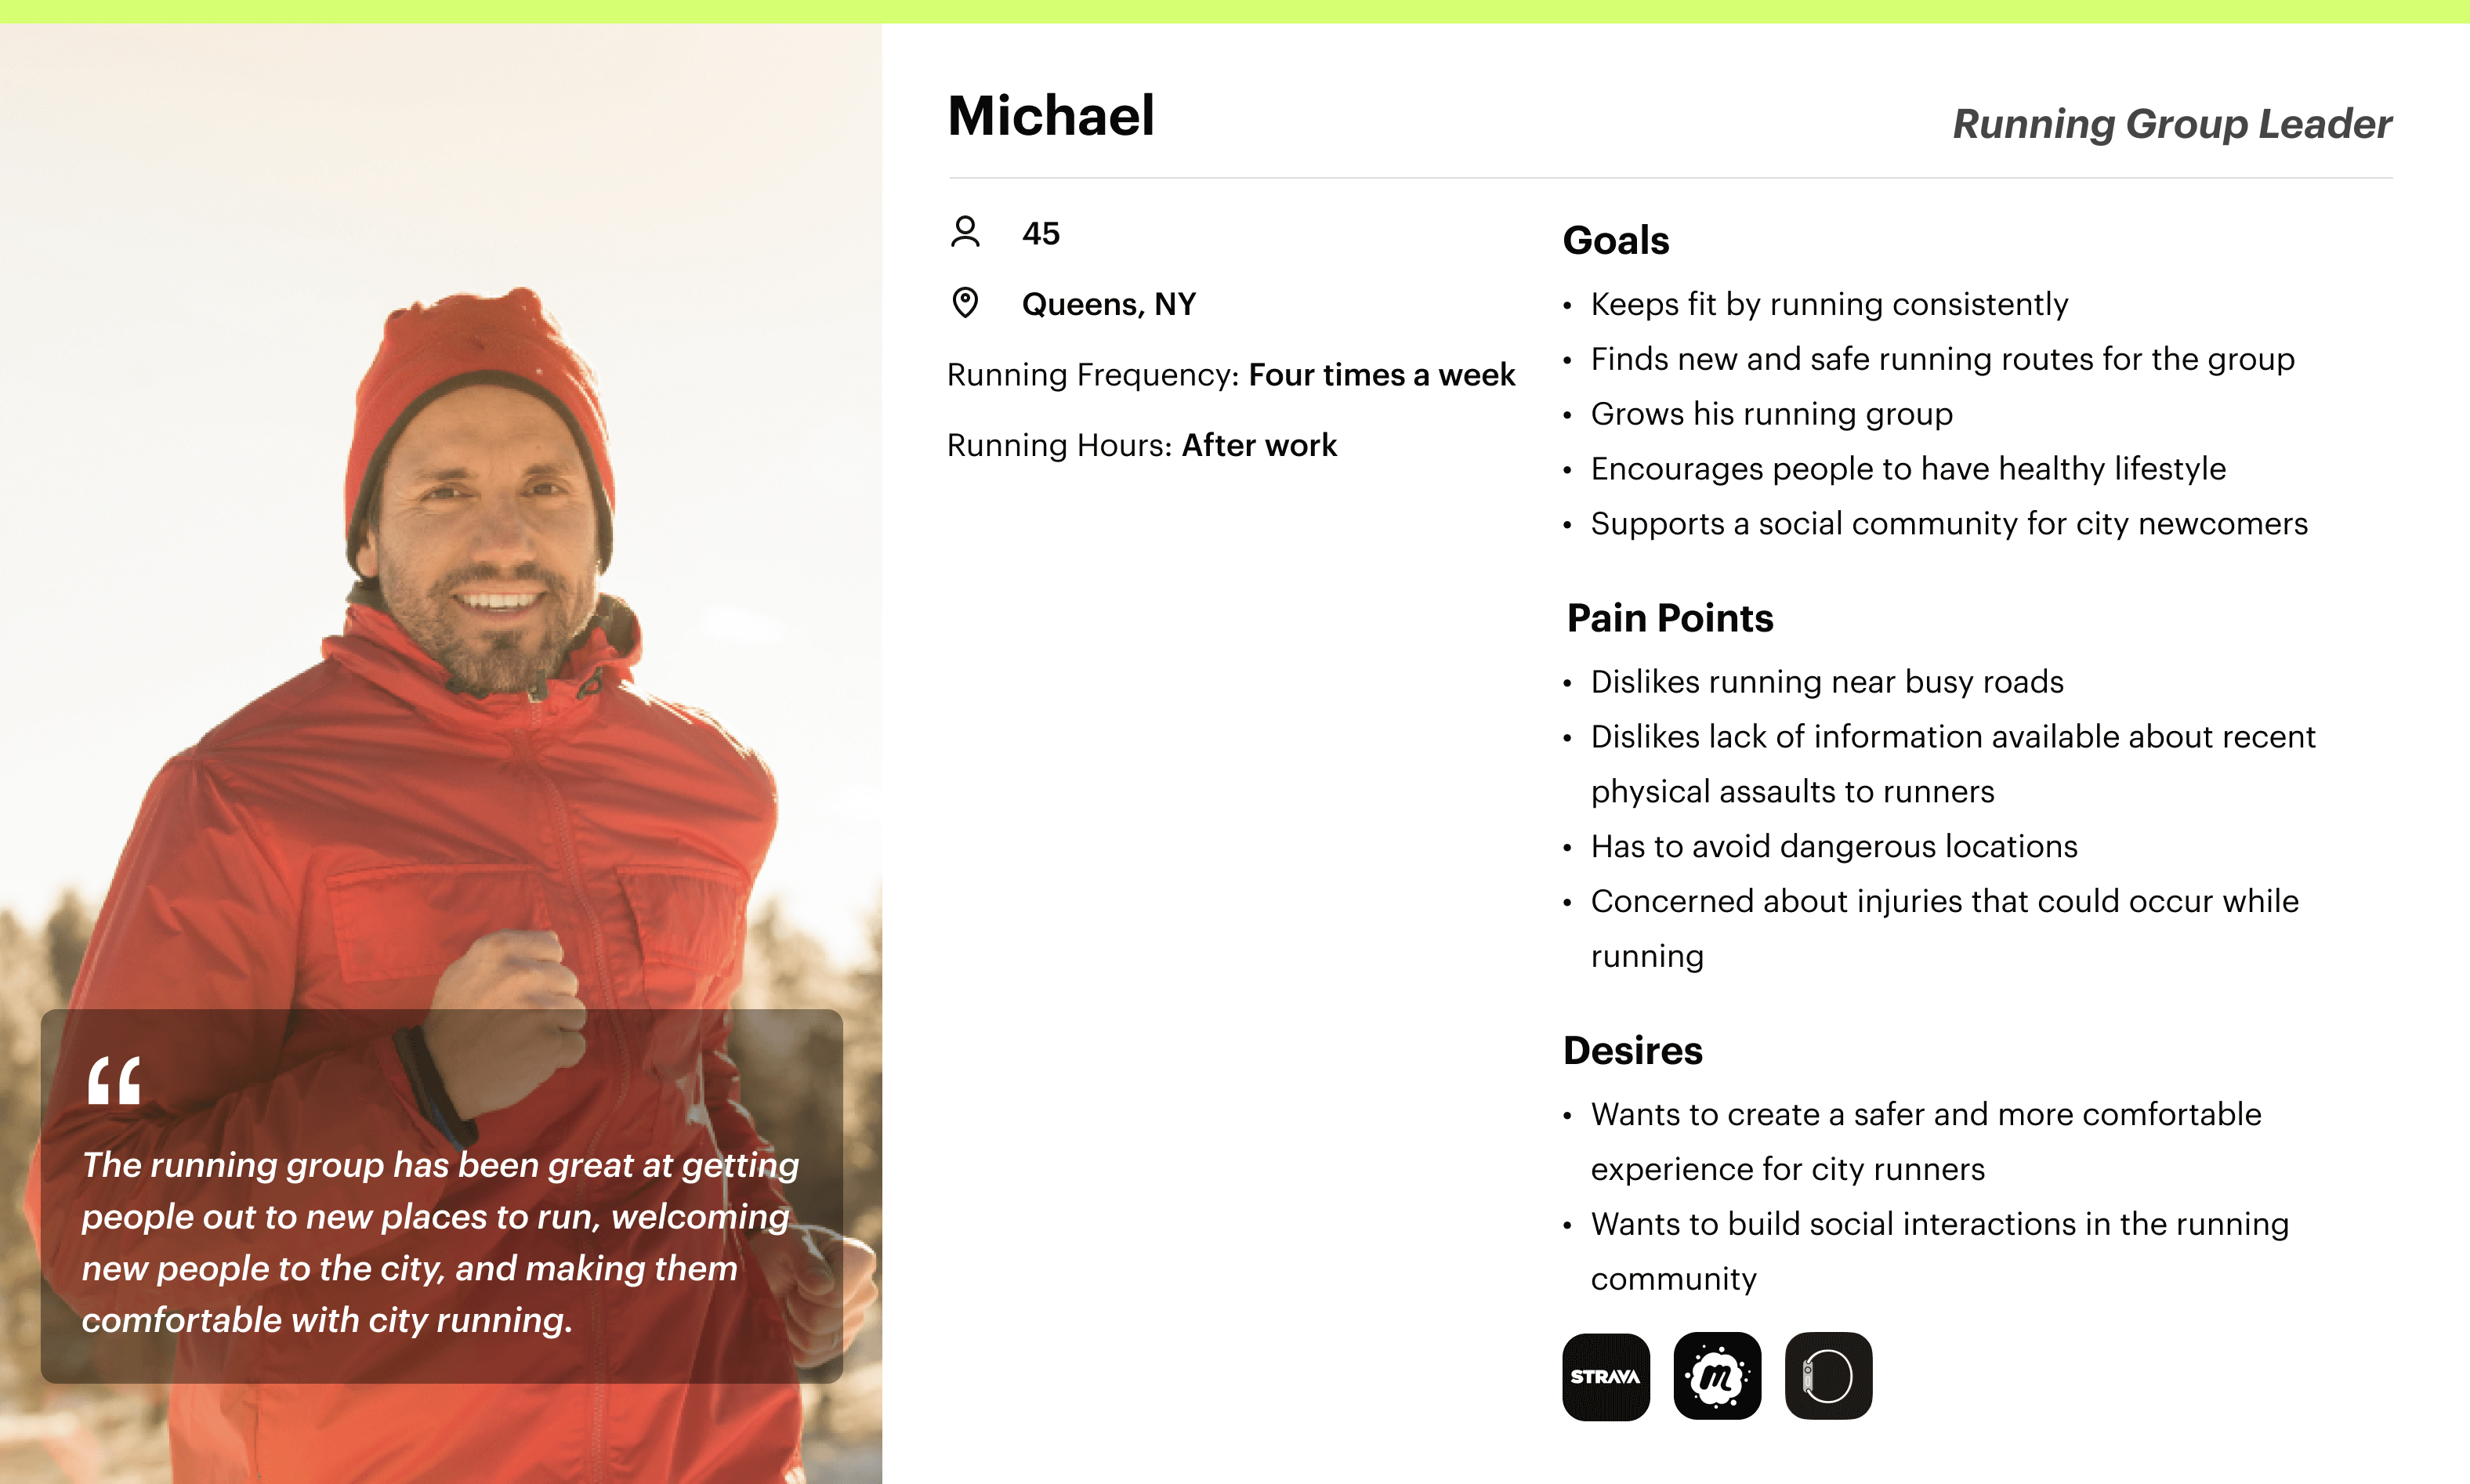 Michael
Running Group Leader
45
Queens, NY
Running Frequency: Four times a week
Running Hours: After work
Goals
• Keeps fit by running consistently
• Finds new and safe running routes for the group
• Grows his running group
• Encourages people to have healthy lifestyle
• Supports a social community for city newcomers
Pain Points
• Dislikes running near busy roads
• Dislikes lack of information available about recent
physical assaults to runners
• Has to avoid dangerous locations
• Concerned about injuries that could occur while
running
Desires
• Wants to create a safer and more comfortable
experience for city runners
• Wants to build social interactions in the running
community
STRAVA
m
“
The running group has been great at getting
people out to new places to run, welcoming
new people to the city, and making them
comfortable with city running.